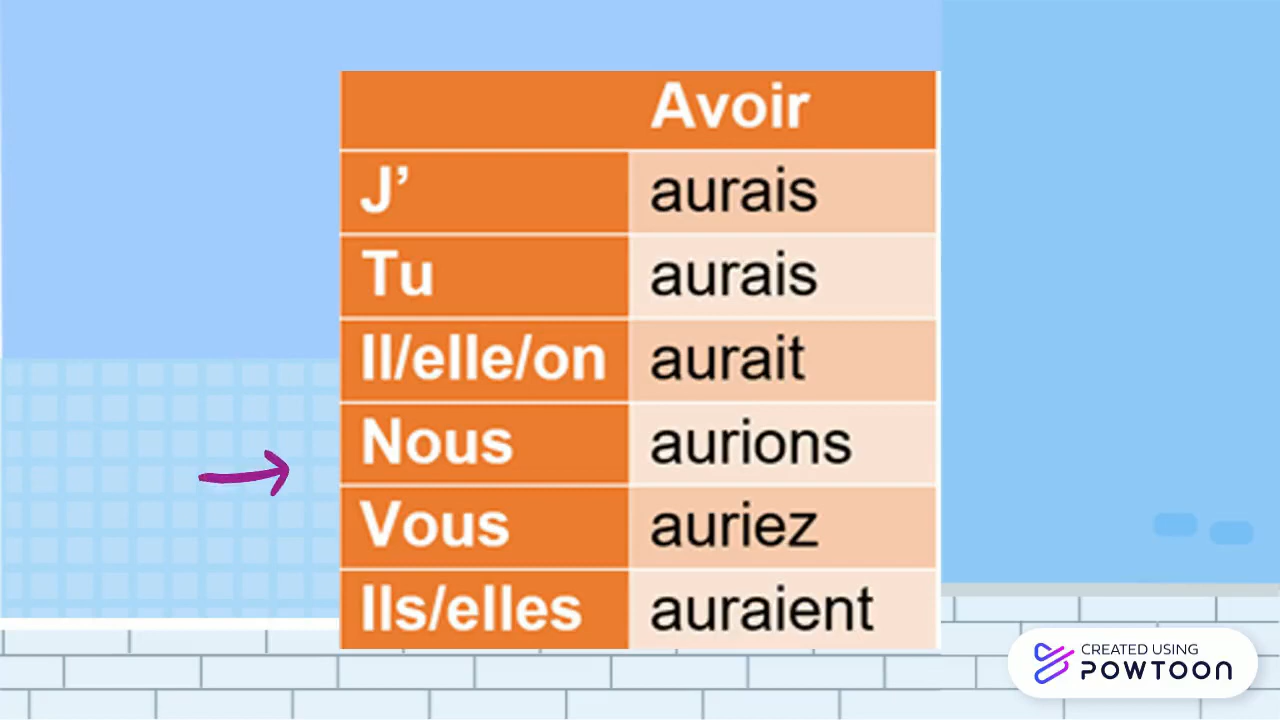 Avoir
J’ aurais
Tu aurais
Il/elle/on aurait
Nous aurions
Vous auriez
Ils/elles auraient
CREATED USING
POWTOON